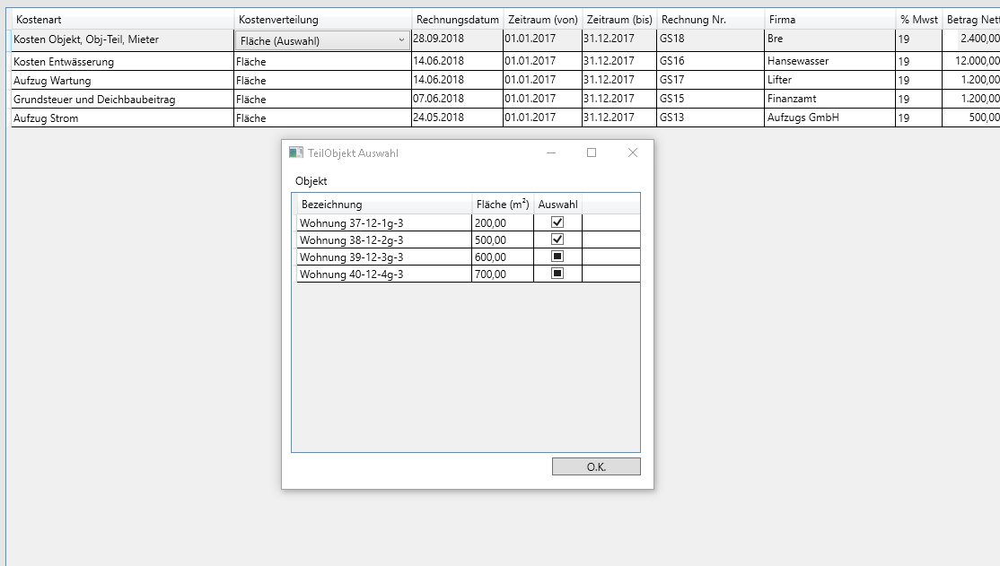 Kostenart Kostenverteilung Rechnungsdatum Zeitraum (von) Zeitraum (bis) Rechnung Nr. Firma % Mwst Betrag Nett
Kosten Objekt, Obj-Teil, Mieter Fläche (Auswahl) 28.09.2018 01.01.2017 31.12.2017 GS18 Bre 19 2.400,00
Kosten Entwässerung Fläche 14.06.2018 01.01.2017 31.12.2017 GS16 Hansewasser 19 12.000,00
Aufzug Wartung Fläche 14.06.2018 01.01.2017 31.12.2017 GS17 Lifter 19 1.200,00
Grundsteuer und Deichbaubeitrag Fläche 07.06.2018 01.01.2017 31.12.2017 GS15 Finanzamt 19 1.200,00
Aufzug Strom Fläche 24.05.2018 01.01.2017 31.12.2017 GS13 Aufzugs GmbH 19 500,00
TeilObjekt Auswahl
Objekt
Bezeichnung Fläche (m²) Auswahl
Wohnung 37-12-1g-3 200,00
Wohnung 38-12-2g-3 500,00
Wohnung 39-12-3g-3 600,00
Wohnung 40-12-4g-3 700,00
O.K.